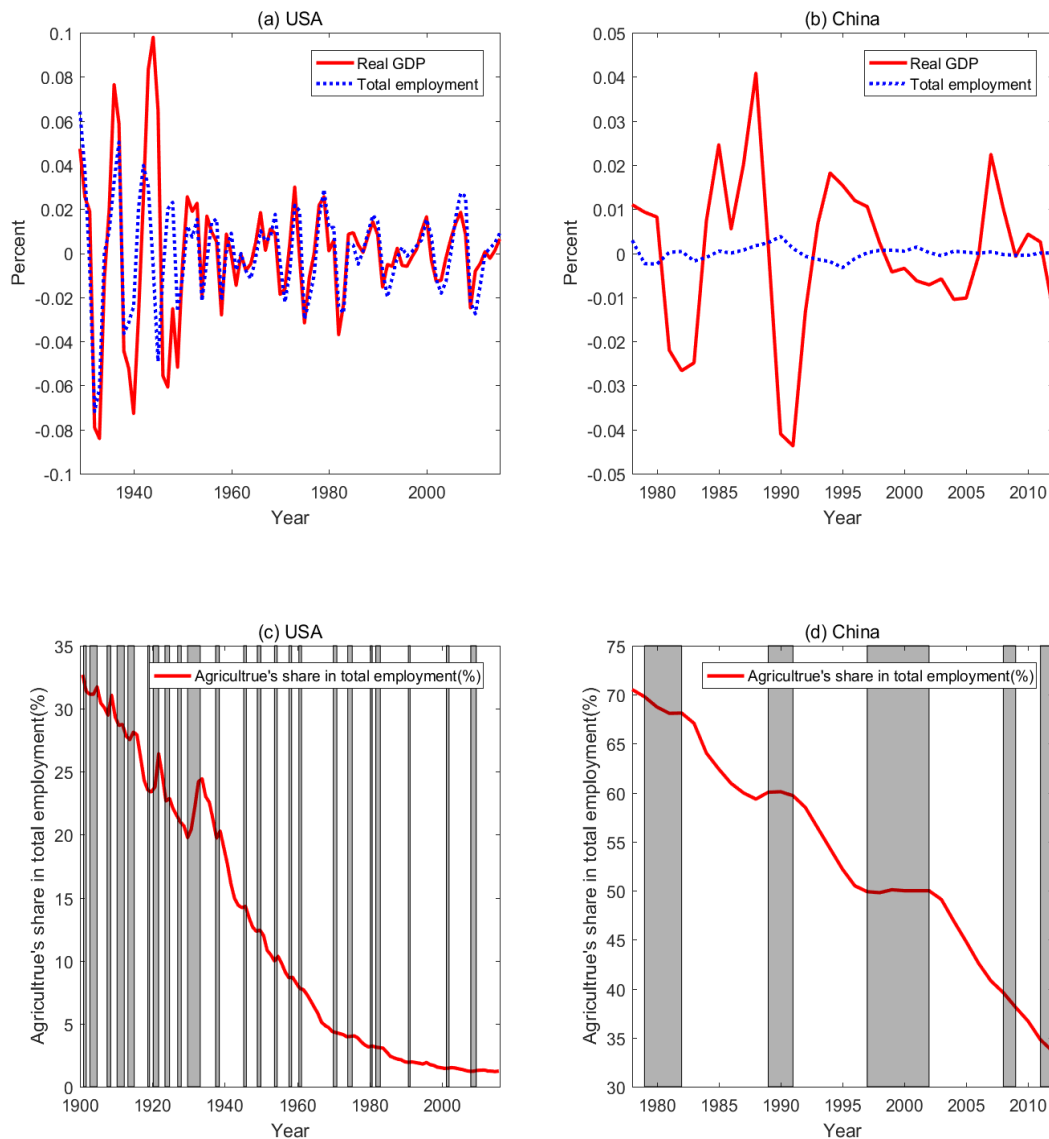 (a) USA
Real GDP
Total employment
0.1
0.08
0.06
0.04
0.02
0
-0.02
-0.04
-0.06
-0.08
-0.1
Percent
1940 1960 1980 2000
Year
(b) China
Real GDP
Total employment
0.05
0.04
0.03
0.02
0.01
0
-0.01
-0.02
-0.03
-0.04
-0.05
Percent
1980 1985 1990 1995 2000 2005 2010
Year
(c) USA
Agricultrue's share in total employment(%)
35
30
25
20
15
10
5
0
Agricultrue's share in total employment(%)
1900 1920 1940 1960 1980 2000
Year
(d) China
Agricultrue's share in total employment(%)
75
70
65
60
55
50
45
40
35
30
Agricultrue's share in total employment(%)
1980 1985 1990 1995 2000 2005 2010
Year